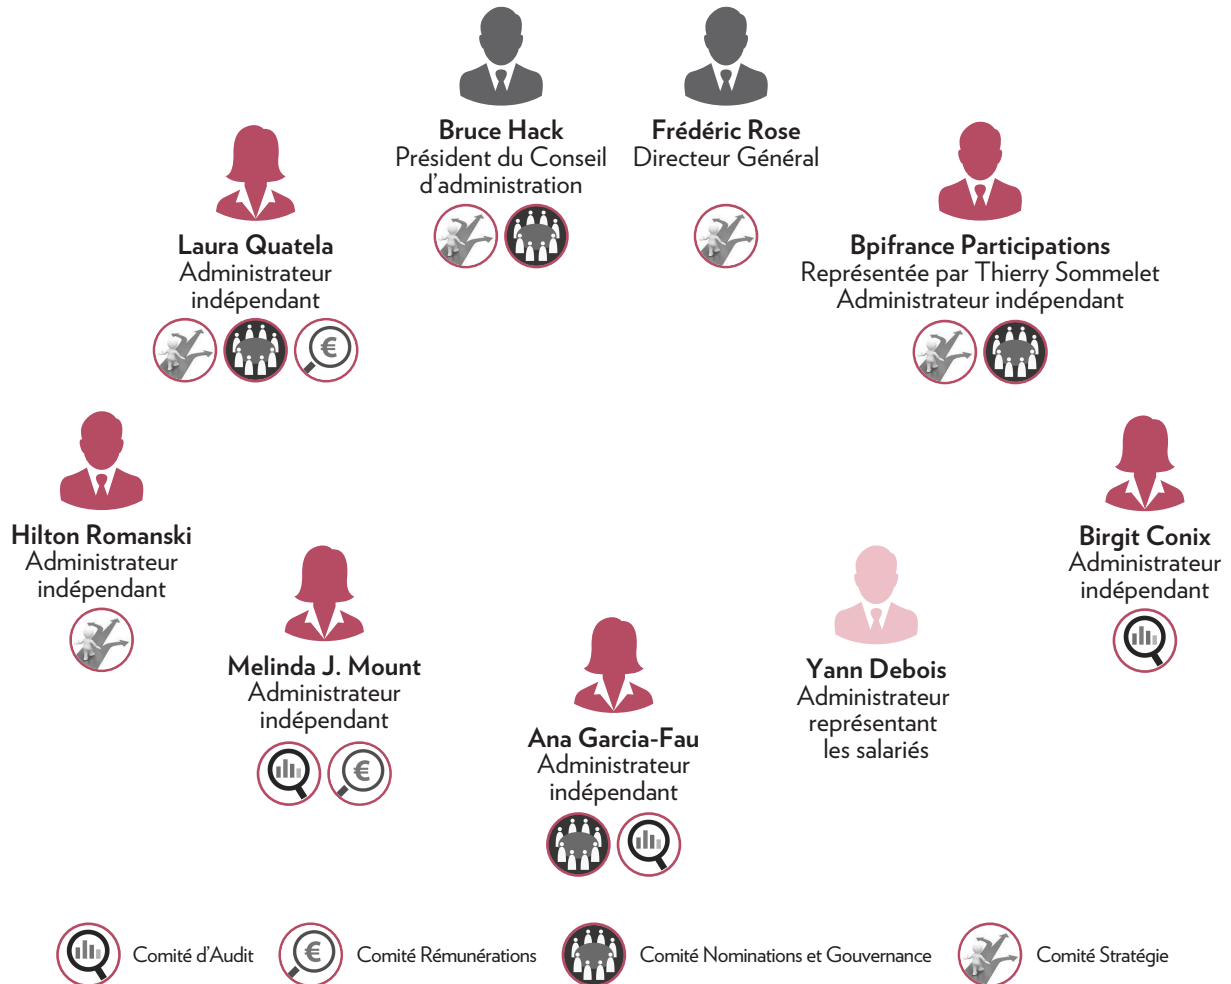 Bruce Hack
Président du Conseil
d'administration
Frédéric Rose
Directeur Général
Laura Quatela
Administrateur
indépendant
€
Bpifrance Participations
Représentée par Thierry Sommelet
Administrateur indépendant
Hilton Romanski
Administrateur
indépendant
Birgit Conix
Administrateur
indépendant
Melinda J. Mount
Administrateur
indépendant
€
Ana Garcia-Fau
Administrateur
indépendant
Yann Debois
Administrateur
représentant
les salariés
Comité d'Audit
€
Comité Rémunérations
Comité Nominations et Gouvernance
Comité Stratégie